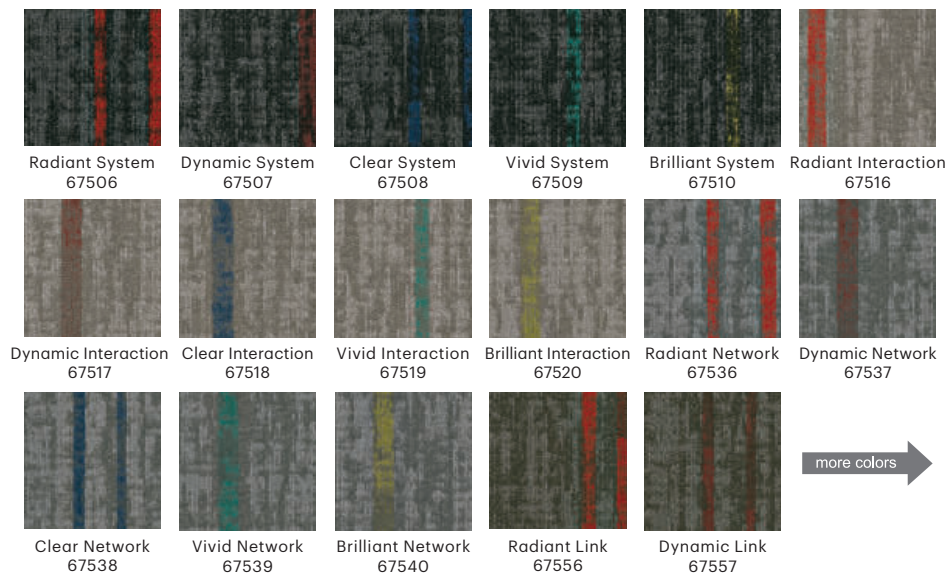 Radiant System
67506
Dynamic System
67507
Clear System
67508
Vivid System
67509
Brilliant System
67510
Radiant Interaction
67516
Dynamic Interaction
67517
Clear Interaction
67518
Vivid Interaction
67519
Brilliant Interaction
67520
Radiant Network
67536
Dynamic Network
67537
Clear Network
67538
Vivid Network
67539
Brilliant Network
67540
Radiant Link
67556
Dynamic Link
67557
more colors